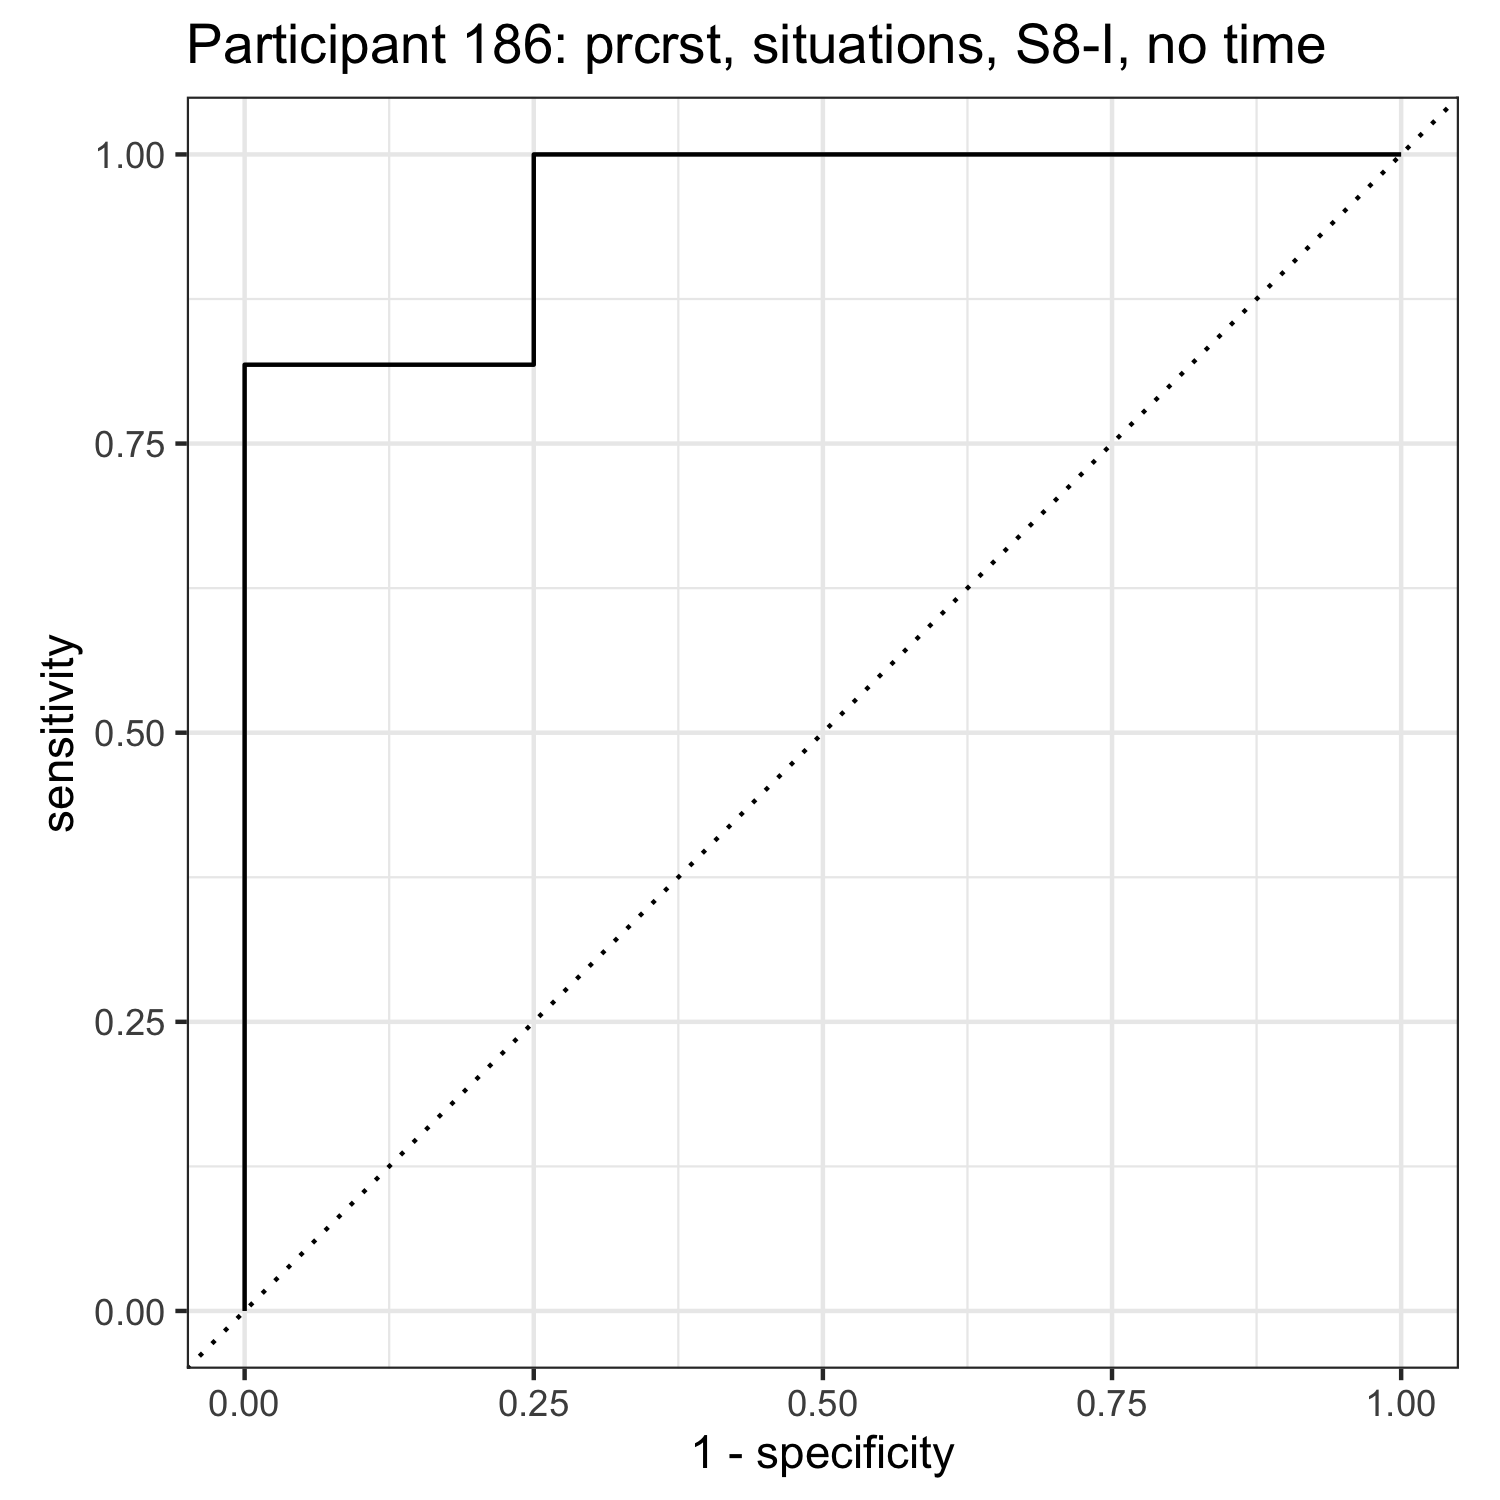 Participant 186: prcrst, situations, S8-I, no time
1.00
0.75
0.50
0.25
0.00
sensitivity
0.00 0.25 0.50 0.75 1.00
1 - specificity